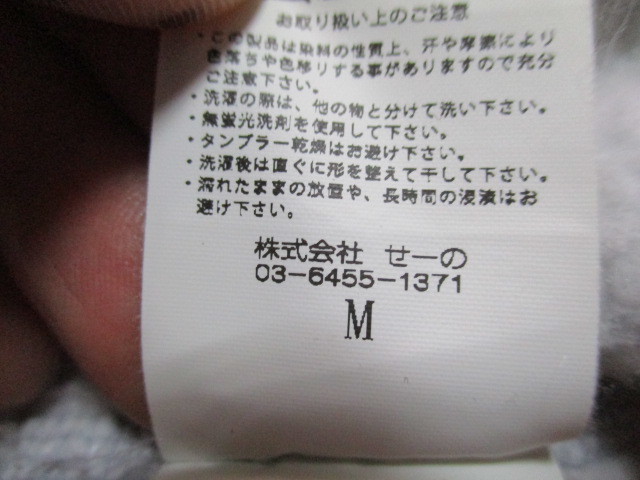 お取り扱い上のご注意
・この製品は染料の性質上、汗や摩擦により
色落ちや色移りする事がありますので充分
ご注意下さい。
・洗濯の際は、他の物と分けて洗い下さい。
・無蛍光洗剤を使用して下さい。
・タンブラー乾燥はお避け下さい。
・洗濯後は直ぐに形を整えて干して下さい。
・濡れたままの放置や、長時間の浸漬はお
避け下さい。
株式会社 せーの
03-6455-1371
M